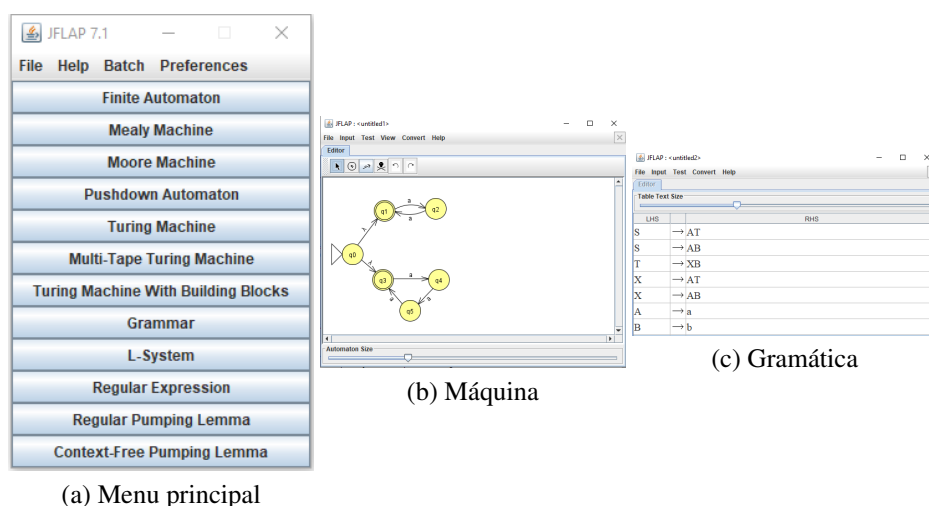 JFLAP 7.1
File Help Batch Preferences
Finite Automaton
Mealy Machine
Moore Machine
Pushdown Automaton
Turing Machine
Multi-Tape Turing Machine
Turing Machine With Building Blocks
Grammar
L-System
Regular Expression
Regular Pumping Lemma
Context-Free Pumping Lemma
(a) Menu principal
JFLAP : <untitled1>
File Input Test View Convert Help
Editor
q1
a
q2
a
λ
q0
λ
q3
a
q4
a
q5
a
Automaton Size
(b) Máquina
JFLAP : <untitled2>
File Input Test Convert Help
Editor
Table Text Size
LHS RHS
S → AT
S → AB
T → XB
X → AT
X → AB
A → a
B → b
(c) Gramática